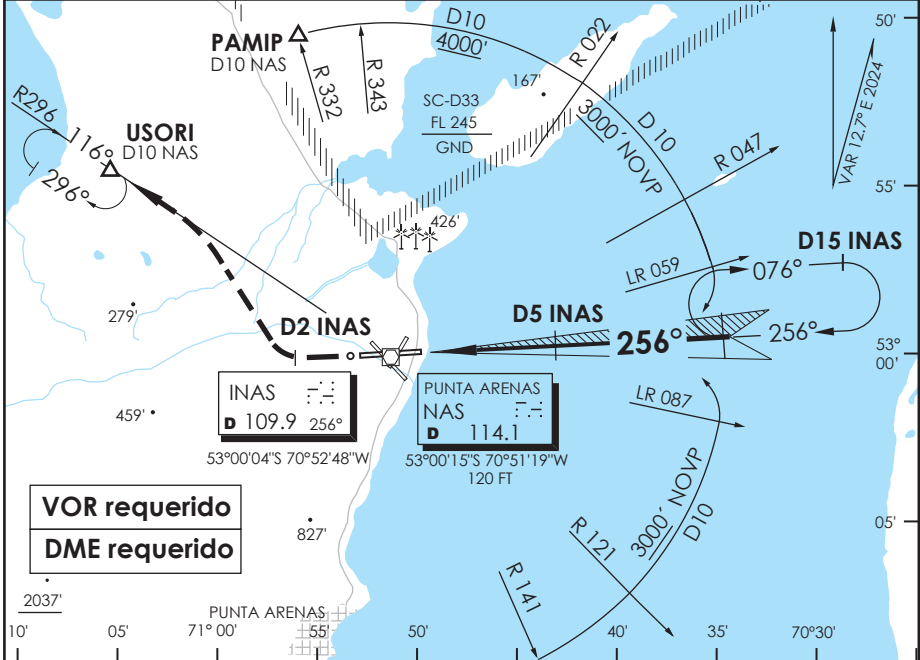 D10
4000'
50'
PAMIP
D10 NAS
R 332
R 343
R 022
167'
SC-D33
FL 245
GND
3000´ NOVP
D 10
VAR 12.7° E 2024
R296
116°
296°
USORI
D10 NAS
R 047
55'
426'
D15 INAS
LR 059
076°
279'
D2 INAS
D5 INAS
256°
256°
53°
00'
INAS
D 109.9 256°
53°00'04"S 70°52'48"W
PUNTA ARENAS
NAS
D 114.1
53°00'15"S 70°51'19"W
120 FT
LR 087
459'
VOR requerido
DME requerido
827'
3000´ NOVP
D10
R 121
R 141
05'
2037'
PUNTA ARENAS
10'
05'
71° 00'
55'
50'
40'
35'
70°30'